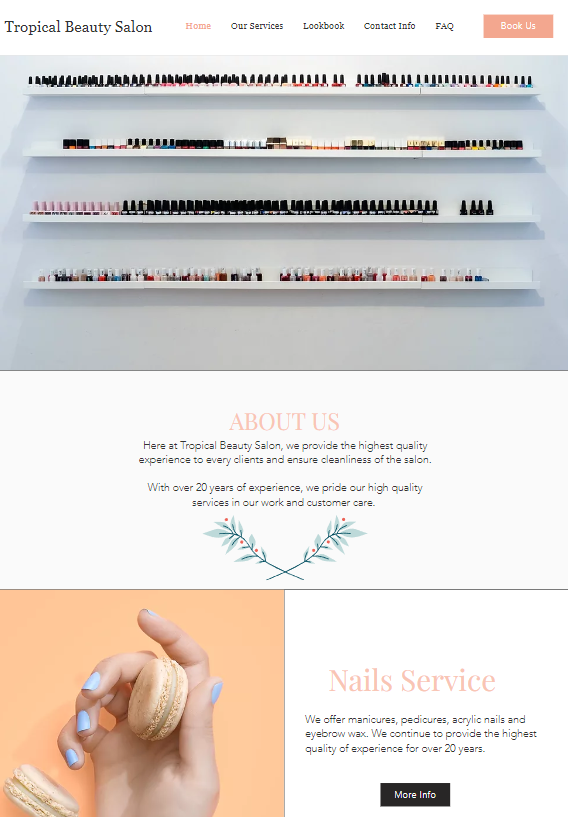 Tropical Beauty Salon
Home Our Services Lookbook Contact Info FAQ Book Us
ABOUT US
Here at Tropical Beauty Salon, we provide the highest quality
experience to every clients and ensure cleanliness of the salon.
With over 20 years of experience, we pride our high quality
services in our work and customer care.
Nails Service
We offer manicures, pedicures, acrylic nails and
eyebrow wax. We continue to provide the highest
quality of experience for over 20 years.
More Info